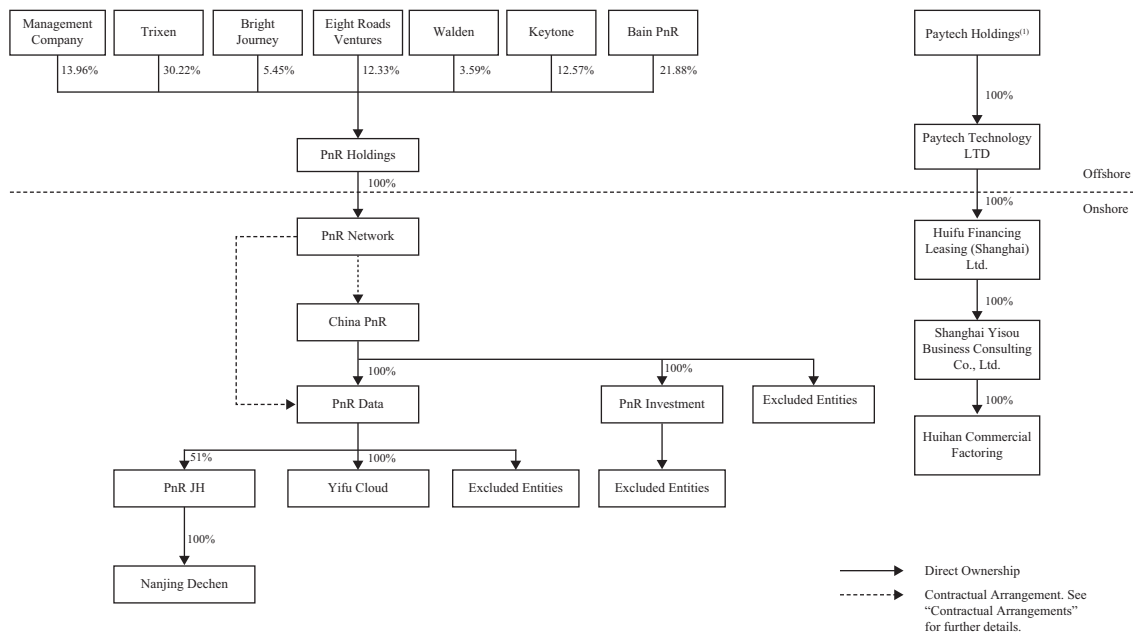 Management
Company
Trixen
Bright
Journey
Eight Roads
Ventures
Walden
Keytone
Bain PnR
Paytech Holdings(1)
13.96%
30.22%
5.45%
12.33%
3.59%
12.57%
21.88%
100%
PnR Holdings
Paytech Technology
LTD
Offshore
100%
100%
Onshore
PnR Network
Huifu Financing
Leasing (Shanghai)
Ltd.
100%
China PnR
Shanghai Yisou
Business Consulting
Co., Ltd.
100%
100%
PnR Data
PnR Investment
Excluded Entities
100%
Huihan Commercial
Factoring
51%
100%
PnR JH
Yifu Cloud
Excluded Entities
Excluded Entities
100%
Nanjing Dechen
Direct Ownership
Contractual Arrangement. See
“Contractual Arrangements”
for further details.